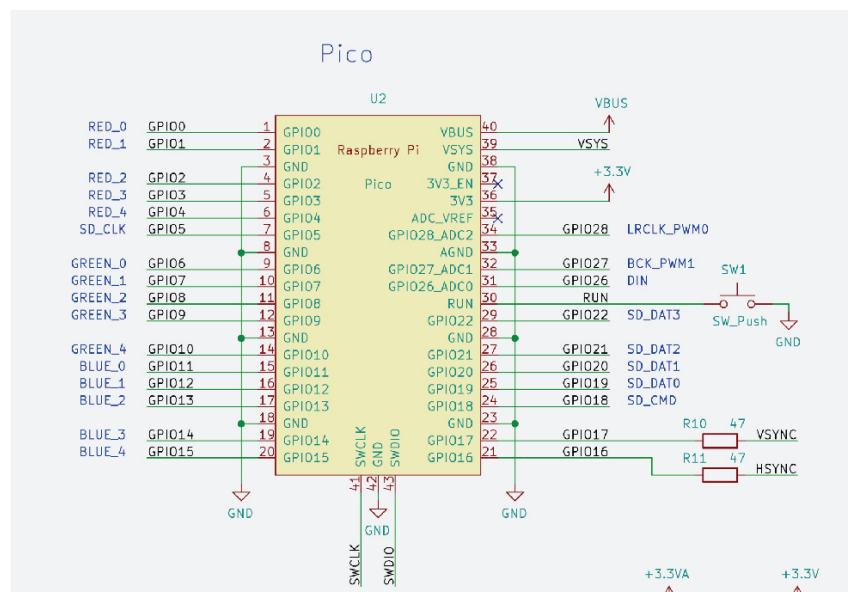 Pico
U2
VBUS
RED_0 GPIO0 1 GPIO0 VBUS 40
RED_1 GPIO1 2 GPIO1 Raspberry Pi VSYS 39 VSYS
3 GND GND 38
+3.3V
RED_2 GPIO2 4 GPIO2 Pico 3V3_EN 37
RED_3 GPIO3 5 GPIO3 3V3 36
RED_4 GPIO4 6 GPIO4 ADC_VREF 35
SD_CLK GPIO5 7 GPIO5 GPIO28_ADC2 34 GPIO28 LRCLK_PWM0
8 GND AGND 33
GREEN_0 GPIO6 9 GPIO6 GPIO27_ADC1 32 GPIO27 BCK_PWM1
SW1
GREEN_1 GPIO7 10 GPIO7 GPIO26_ADC0 31 GPIO26 DIN
GREEN_2 GPIO8 11 GPIO8 RUN 30 RUN
GREEN_3 GPIO9 12 GPIO9 GPIO22 29 GPIO22 SD_DAT3 SW_Push
13 GND GND 28
GND
GREEN_4 GPIO10 14 GPIO10 GPIO21 27 GPIO21 SD_DAT2
BLUE_0 GPIO11 15 GPIO11 GPIO20 26 GPIO20 SD_DAT1
BLUE_1 GPIO12 16 GPIO12 GPIO19 25 GPIO19 SD_DAT0
BLUE_2 GPIO13 17 GPIO13 GPIO18 24 GPIO18 SD_CMD
18 GND GND 23
R10 47
BLUE_3 GPIO14 19 GPIO14 GPIO17 22 GPIO17 VSYNC
BLUE_4 GPIO15 20 GPIO15 GPIO16 21 GPIO16
R11 47
HSYNC
SWCLK GND SWDIO
41 42 43
GND GND GND
SWCLK SWDIO
+3.3VA +3.3V